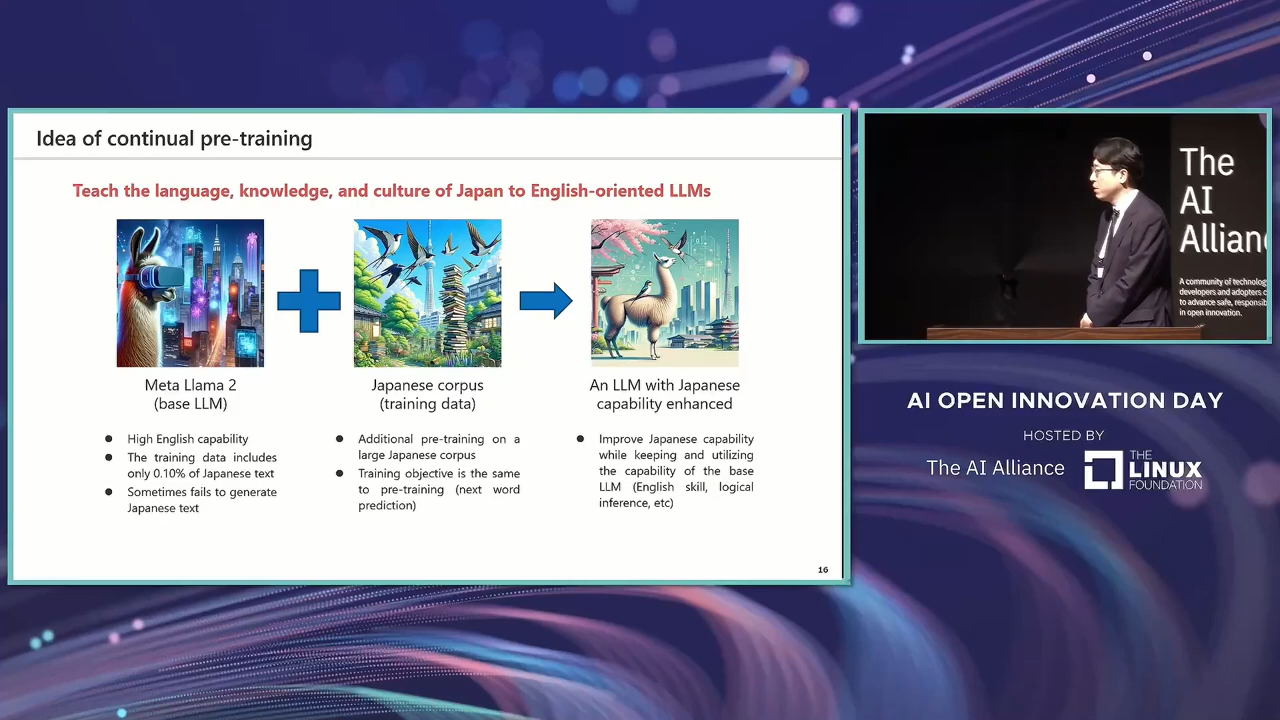 Idea of continual pre-training
Teach the language, knowledge, and culture of Japan to English-oriented LLMs
Meta Llama 2
(base LLM)
● High English capability
● The training data includes
only 0.10% of Japanese text
● Sometimes fails to generate
Japanese text
Japanese corpus
(training data)
● Additional pre-training on a
large Japanese corpus
● Training objective is the same
to pre-training (next word
prediction)
An LLM with Japanese
capability enhanced
● Improve Japanese capability
while keeping and utilizing
the capability of the base
LLM (English skill, logical
inference, etc)
16
The
AI
Allian
A community of technolog
developers and adopters
to advance safe, responsib
in open innovation.
AI OPEN INNOVATION DAY
HOSTED BY
The AI Alliance
THE
LINUX
FOUNDATION